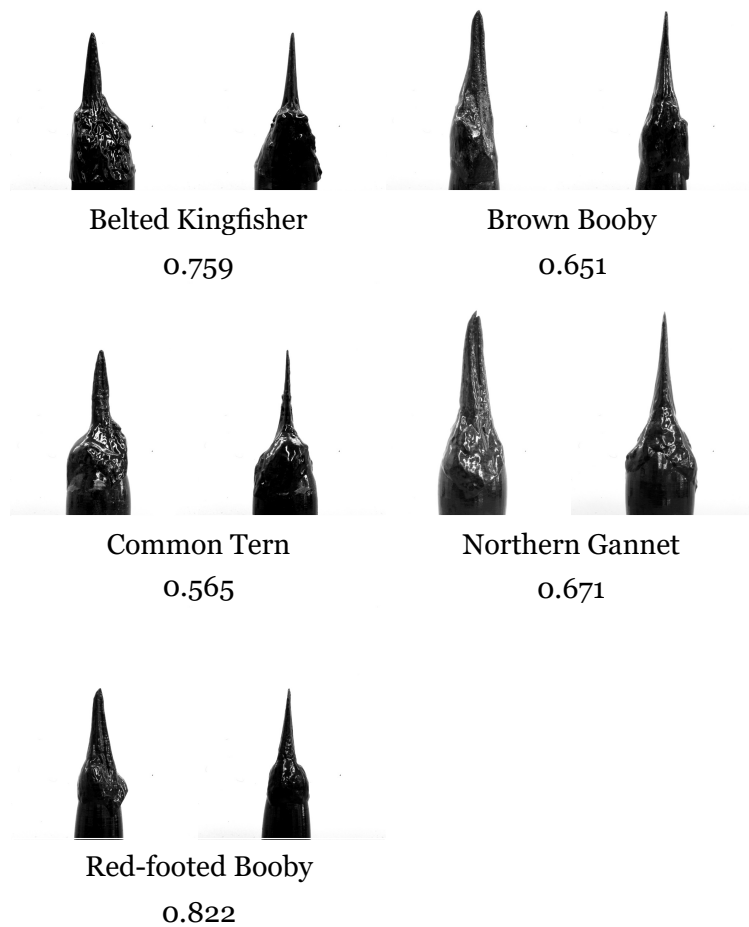 Belted Kingfisher
0.759
Brown Booby
0.651
Common Tern
0.565
Northern Gannet
0.671
Red-footed Booby
0.822